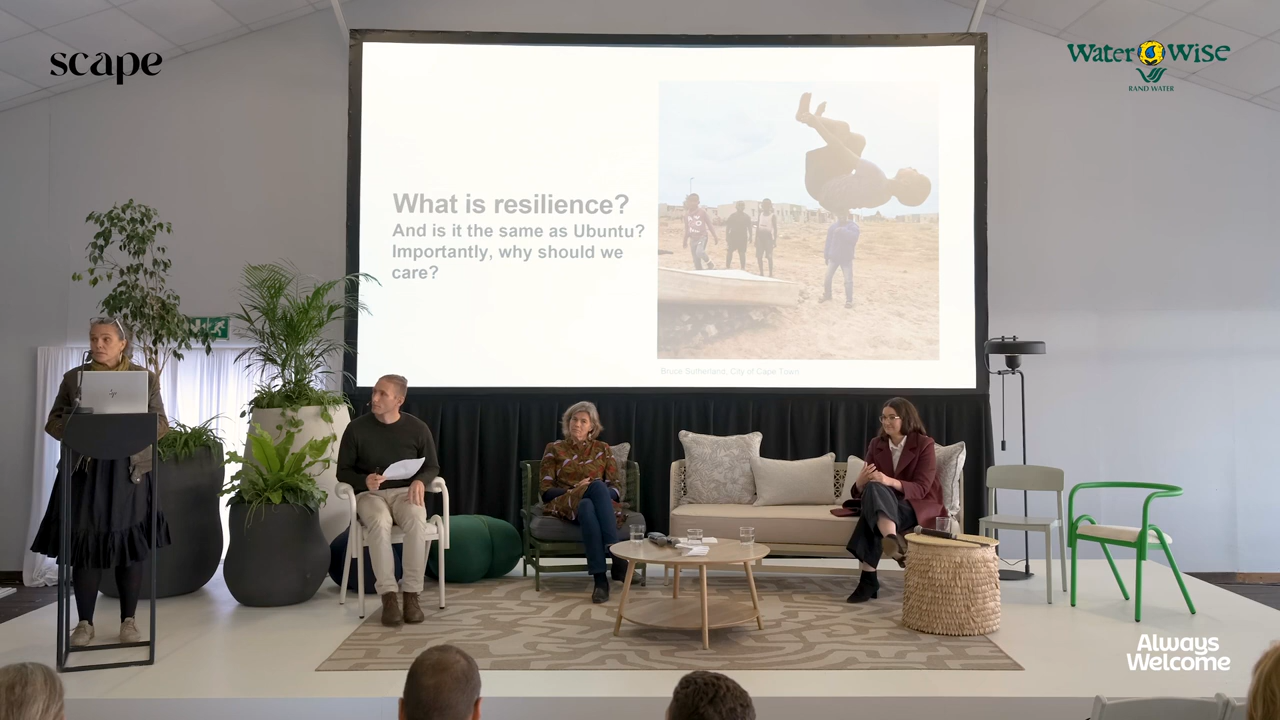 scape
Water Wise
RAND WATER
What is resilience?
And is it the same as Ubuntu?
Importantly, why should we
care?
Bruce Sutherland, City of Cape Town
hp
Always
Welcome